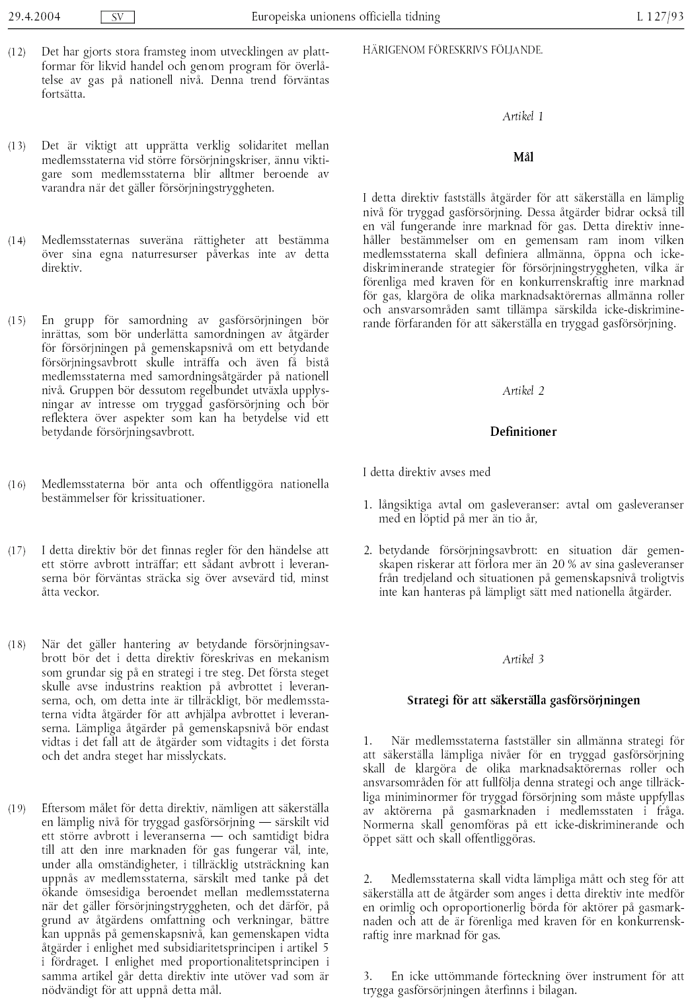 29.4.2004 SV Europeiska unionens officiella tidning L 127/93
(12) Det har gjorts stora framsteg inom utvecklingen av platt-
formar för likvid handel och genom program för överlå-
telse av gas på nationell nivå. Denna trend förväntas
fortsätta.
(13) Det är viktigt att upprätta verklig solidaritet mellan
medlemsstaterna vid större försörjningskriser, ännu vikti-
gare som medlemsstaterna blir alltmer beroende av
varandra när det gäller försörjningstryggheten.
(14) Medlemsstaternas suveräna rättigheter att bestämma
över sina egna naturresurser påverkas inte av detta
direktiv.
(15) En grupp för samordning av gasförsörjningen bör
inrättas, som bör underlätta samordningen av åtgärder
för försörjningen på gemenskapsnivå om ett betydande
försörjningsavbrott skulle inträffa och även få bistå
medlemsstaterna med samordningsåtgärder på nationell
nivå. Gruppen bör dessutom regelbundet utväxla upplys-
ningar av intresse om tryggad gasförsörjning och bör
reflektera över aspekter som kan ha betydelse vid ett
betydande försörjningsavbrott.
(16) Medlemsstaterna bör anta och offentliggöra nationella
bestämmelser för krissituationer.
(17) I detta direktiv bör det finnas regler för den händelse att
ett större avbrott inträffar; ett sådant avbrott i leveran-
serna bör förväntas sträcka sig över avsevärd tid, minst
åtta veckor.
(18) När det gäller hantering av betydande försörjningsav-
brott bör det i detta direktiv föreskrivas en mekanism
som grundar sig på en strategi i tre steg. Det första steget
skulle avse industrins reaktion på avbrottet i leveran-
serna, och, om detta inte är tillräckligt, bör medlemssta-
terna vidta åtgärder för att avhjälpa avbrottet i leveran-
serna. Lämpliga åtgärder på gemenskapsnivå bör endast
vidtas i det fall att de åtgärder som vidtagits i det första
och det andra steget har misslyckats.
(19) Eftersom målet för detta direktiv, nämligen att säkerställa
en lämplig nivå för tryggad gasförsörjning — särskilt vid
ett större avbrott i leveranserna — och samtidigt bidra
till att den inre marknaden för gas fungerar väl, inte,
under alla omständigheter, i tillräcklig utsträckning kan
uppnås av medlemsstaterna, särskilt med tanke på det
ökande ömsesidiga beroendet mellan medlemsstaterna
när det gäller försörjningstryggheten, och det därför, på
grund av åtgärdens omfattning och verkningar, bättre
kan uppnås på gemenskapsnivå, kan gemenskapen vidta
åtgärder i enlighet med subsidiaritetsprincipen i artikel 5
i fördraget. I enlighet med proportionalitetsprincipen i
samma artikel går detta direktiv inte utöver vad som är
nödvändigt för att uppnå detta mål.
HÄRIGENOM FÖRESKRIVS FÖLJANDE.
Artikel 1
Mål
I detta direktiv fastställs åtgärder för att säkerställa en lämplig
nivå för tryggad gasförsörjning. Dessa åtgärder bidrar också till
en väl fungerande inre marknad för gas. Detta direktiv inne-
håller bestämmelser om en gemensam ram inom vilken
medlemsstaterna skall definiera allmänna, öppna och icke-
diskriminerande strategier för försörjningstryggheten, vilka är
förenliga med kraven för en konkurrenskraftig inre marknad
för gas, klargöra de olika marknadsaktörernas allmänna roller
och ansvarsområden samt tillämpa särskilda icke-diskrimine-
rande förfaranden för att säkerställa en tryggad gasförsörjning.
Artikel 2
Definitioner
I detta direktiv avses med
1. långsiktiga avtal om gasleveranser: avtal om gasleveranser
med en löptid på mer än tio år,
2. betydande försörjningsavbrott: en situation där gemen-
skapen riskerar att förlora mer än 20 % av sina gasleveranser
från tredjeland och situationen på gemenskapsnivå troligtvis
inte kan hanteras på lämpligt sätt med nationella åtgärder.
Artikel 3
Strategi för att säkerställa gasförsörjningen
1. När medlemsstaterna fastställer sin allmänna strategi för
att säkerställa lämpliga nivåer för en tryggad gasförsörjning
skall de klargöra de olika marknadsaktörernas roller och
ansvarsområden för att fullfölja denna strategi och ange tillräck-
liga miniminormer för tryggad försörjning som måste uppfyllas
av aktörerna på gasmarknaden i medlemsstaten i fråga.
Normerna skall genomföras på ett icke-diskriminerande och
öppet sätt och skall offentliggöras.
2. Medlemsstaterna skall vidta lämpliga mått och steg för att
säkerställa att de åtgärder som anges i detta direktiv inte medför
en orimlig och oproportionerlig börda för aktörer på gasmark-
naden och att de är förenliga med kraven för en konkurrensk-
raftig inre marknad för gas.
3. En icke uttömmande förteckning över instrument för att
trygga gasförsörjningen återfinns i bilagan.